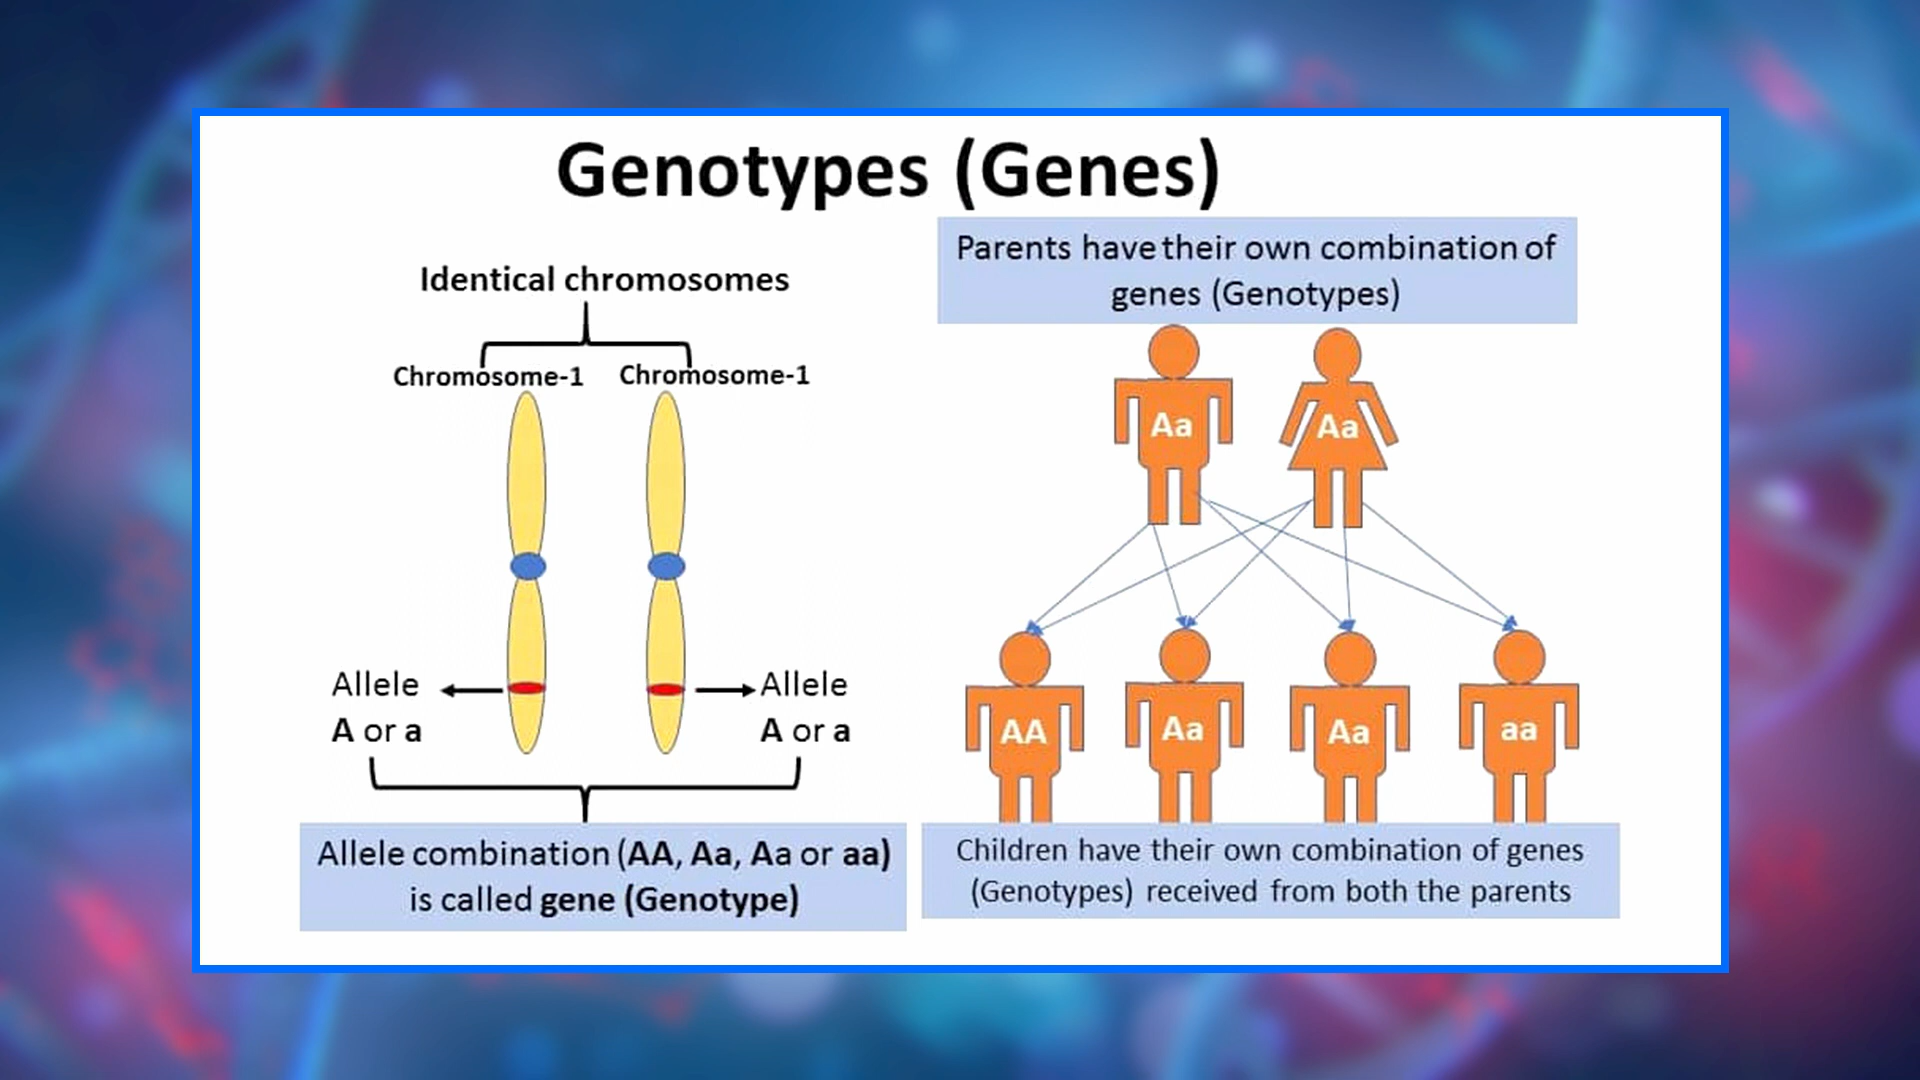 Genotypes (Genes)
Identical chromosomes
Chromosome-1 Chromosome-1
Allele Allele
A or a A or a
Allele combination (AA, Aa, Aa or aa)
is called gene (Genotype)
Parents have their own combination of
genes (Genotypes)
Aa Aa
AA Aa Aa aa
Children have their own combination of genes
(Genotypes) received from both the parents